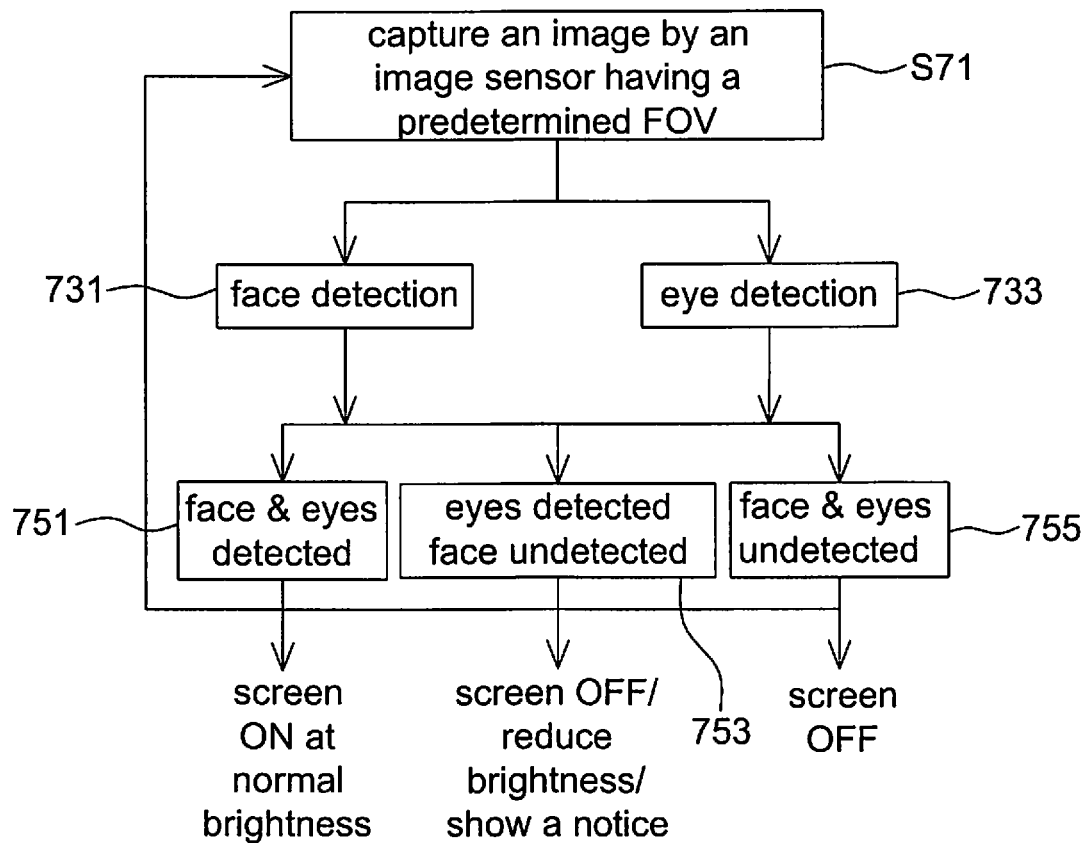 capture an image by an
image sensor having a
predetermined FOV
S71
731
face detection
eye detection
733
751
face & eyes
detected
eyes detected
face undetected
face & eyes
undetected
755
753
screen
ON at
normal
brightness
screen OFF/
reduce
brightness/
show a notice
screen
OFF